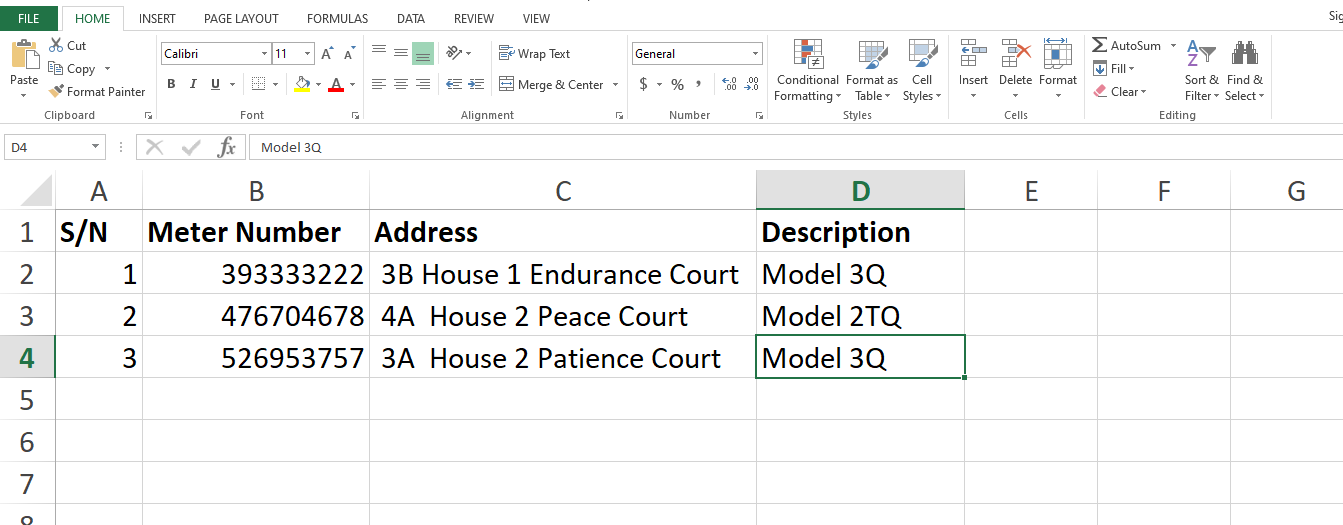 FILE HOME INSERT PAGE LAYOUT FORMULAS DATA REVIEW VIEW
Paste
Cut
Copy
Format Painter
Clipboard
Calibri 11
B I U A
Font
Wrap Text
Merge & Center
Alignment
General
$ % ,
Number
Conditional Formatting
Format as Table
Cell Styles
Styles
Insert Delete Format
Cells
AutoSum
Fill
Clear
Sort & Filter
Find & Select
Editing
D4 fx Model 3Q
A B C D E F G
1 S/N Meter Number Address Description
2 1 393333222 3B House 1 Endurance Court Model 3Q
3 2 476704678 4A  House 2 Peace Court Model 2TQ
4 3 526953757 3A  House 2 Patience Court Model 3Q
5
6
7
8